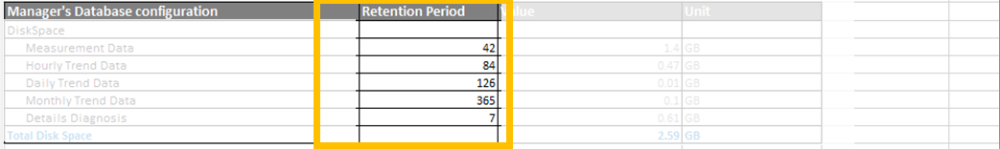 Manager's Database configuration Retention Period Value Unit
DiskSpace
Measurement Data 42 1.4 GB
Hourly Trend Data 84 0.47 GB
Daily Trend Data 126 0.01 GB
Monthly Trend Data 365 0.1 GB
Details Diagnosis 7 0.61 GB
Total Disk Space 2.59 GB